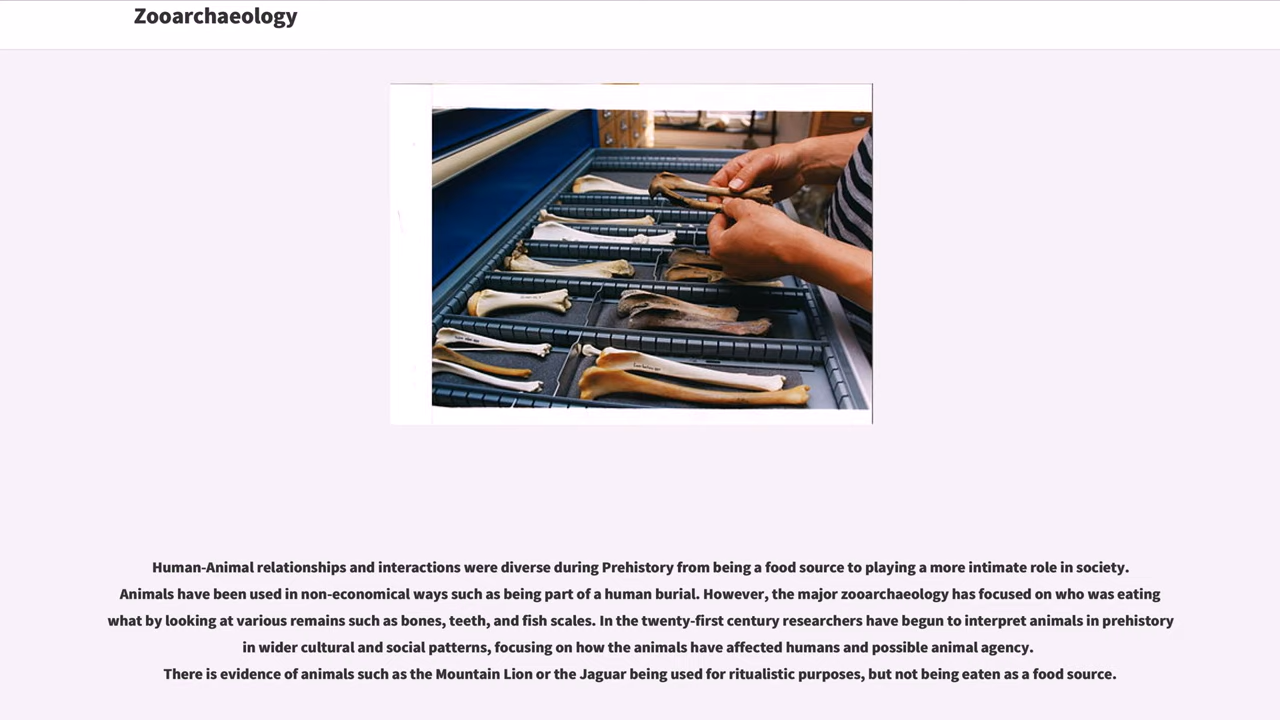 Zooarchaeology
Human-Animal relationships and interactions were diverse during Prehistory from being a food source to playing a more intimate role in society.
Animals have been used in non-economical ways such as being part of a human burial. However, the major zooarchaeology has focused on who was eating
what by looking at various remains such as bones, teeth, and fish scales. In the twenty-first century researchers have begun to interpret animals in prehistory
in wider cultural and social patterns, focusing on how the animals have affected humans and possible animal agency.
There is evidence of animals such as the Mountain Lion or the Jaguar being used for ritualistic purposes, but not being eaten as a food source.